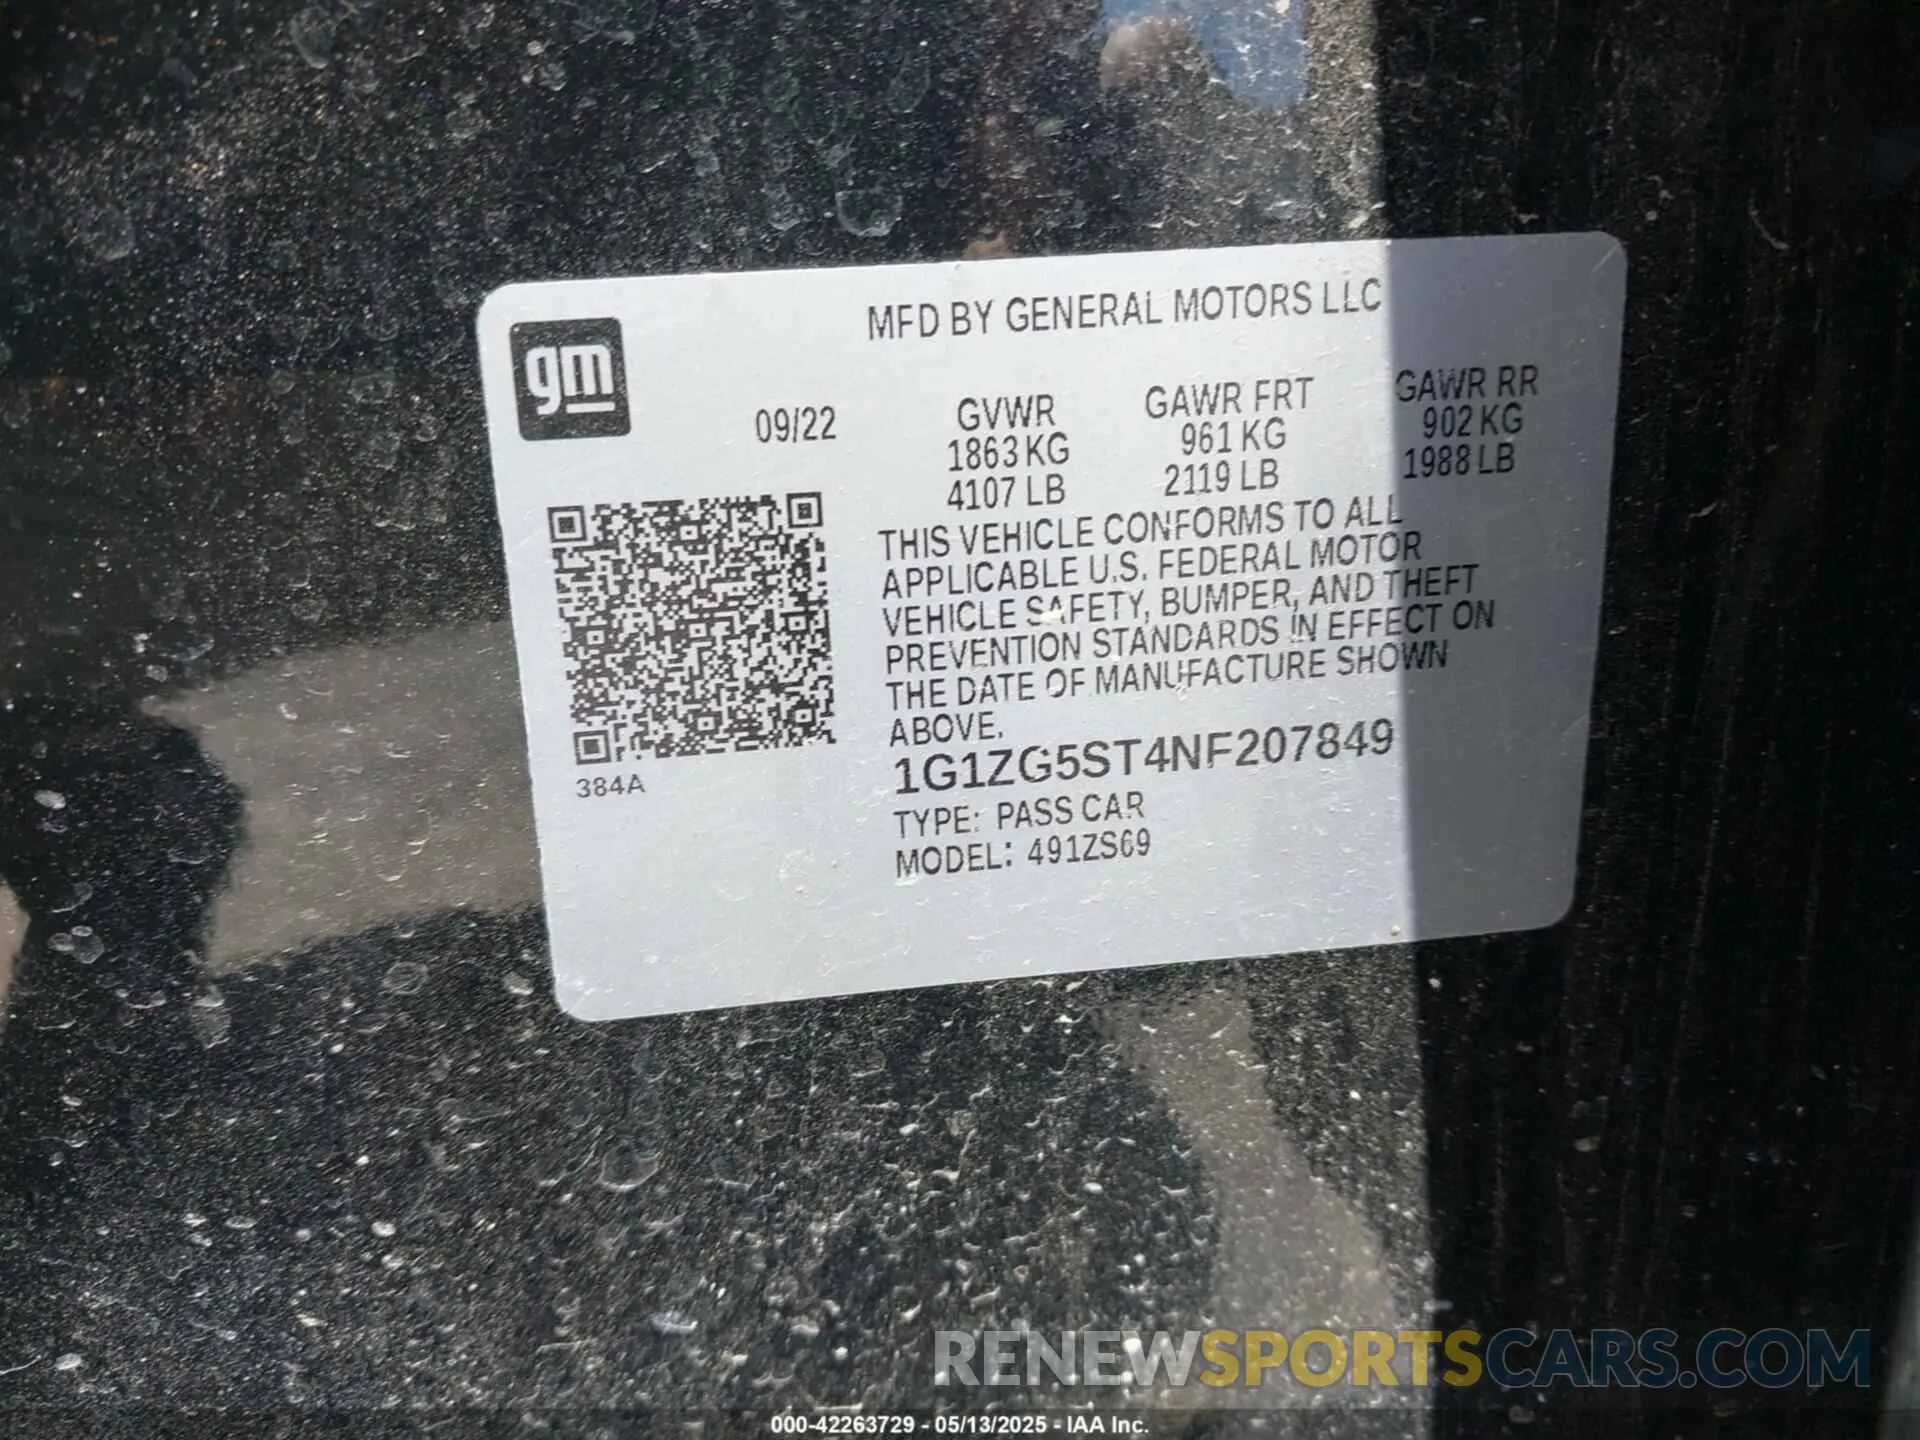 MFD BY GENERAL MOTORS LLC
gm
09/22
GVWR
1863 KG
4107 LB
GAWR FRT
961 KG
2119 LB
GAWR RR
902 KG
1988 LB
THIS VEHICLE CONFORMS TO ALL
APPLICABLE U.S. FEDERAL MOTOR
VEHICLE SAFETY, BUMPER, AND THEFT
PREVENTION STANDARDS IN EFFECT ON
THE DATE OF MANUFACTURE SHOWN
ABOVE.
384A
1G1ZG5ST4NF207849
TYPE: PASS CAR
MODEL: 491ZS69
RENEWSPORTSCARS.COM
000-42263729 - 05/13/2025 - IAA Inc.